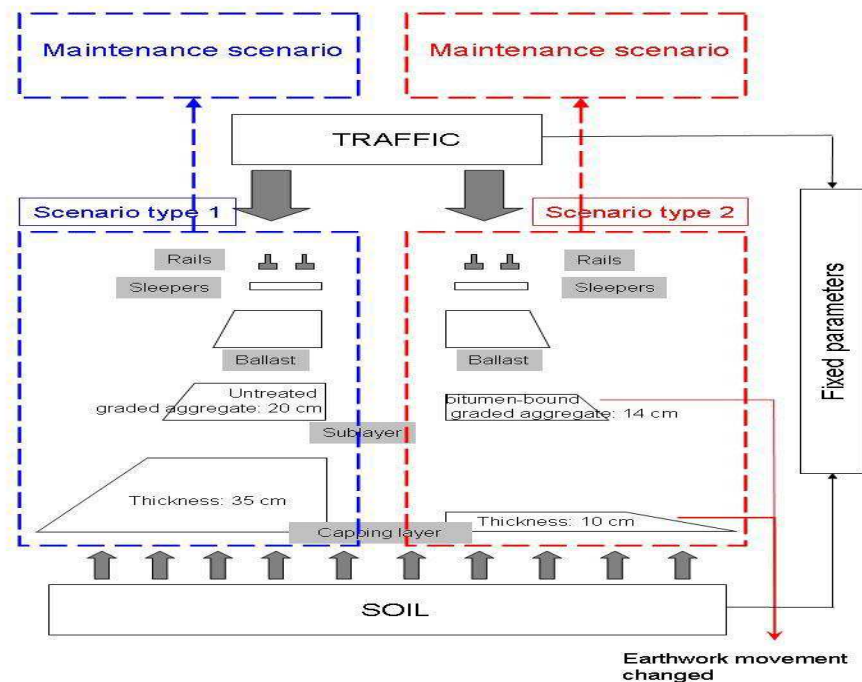 Maintenance scenario
Maintenance scenario
TRAFFIC
Scenario type 1
Scenario type 2
Rails
Rails
Sleepers
Sleepers
Ballast
Ballast
Untreated
graded aggregate: 20 cm
bitumen-bound
graded aggregate: 14 cm
Sublayer
Thickness: 35 cm
Thickness: 10 cm
Capping layer
Fixed parameters
SOIL
Earthwork movement
changed